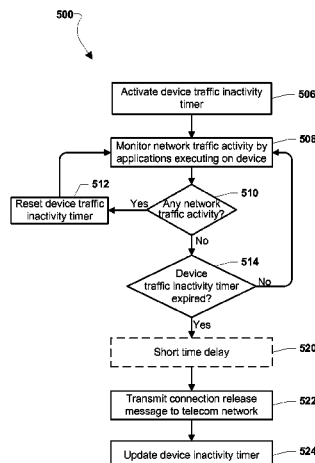 500
Activate device traffic inactivity
timer
506
Monitor network traffic activity by
applications executing on device
508
512
Reset device traffic
inactivity timer
Yes
Any network
traffic activity?
510
No
Device
traffic inactivity timer
expired?
514
No
Yes
Short time delay
520
Transmit connection release
message to telecom network
522
Update device inactivity timer
524